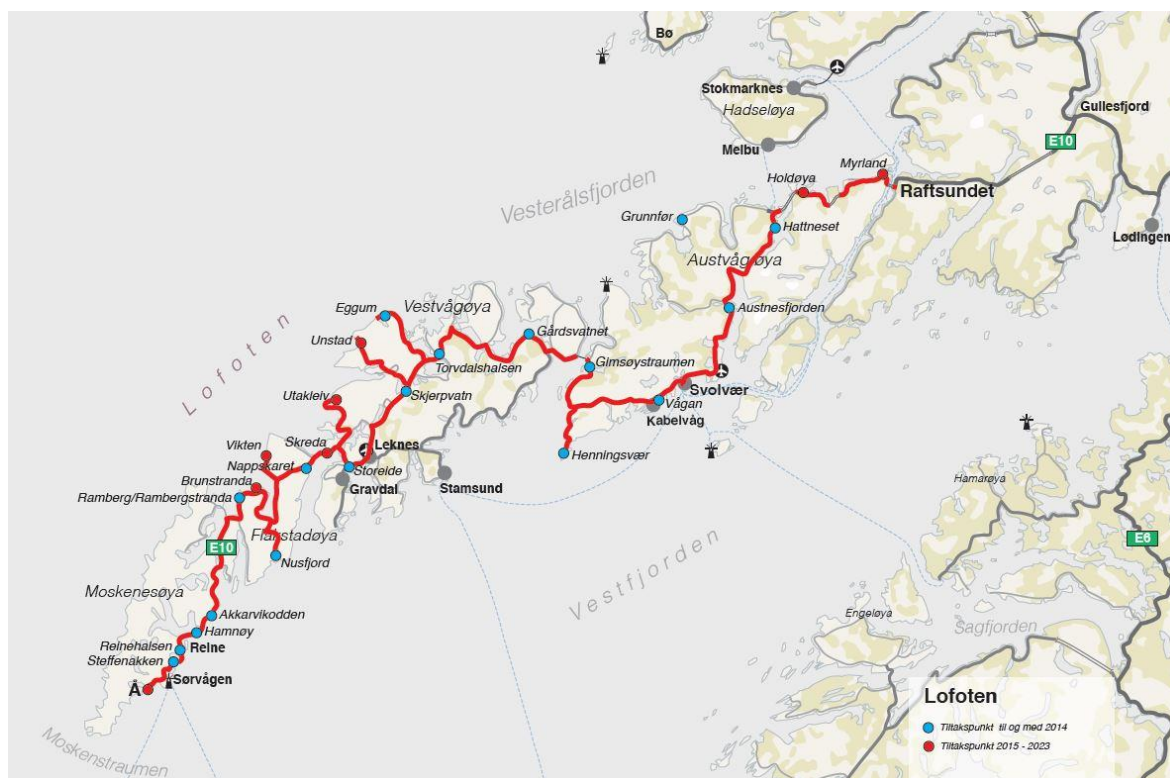 Bø
Stokmarknes
Hadseløya
Gullesfjord
E10
Melbu
Myrland
Holdøya
Raftsundet
Vesterålsfjorden
Grunnfør
Hattneset
Lødingen
Austvågøya
Eggum
Vestvågøya
Austnesfjorden
Lofoten
Unstad
Gårdsvatnet
Torvdalshalsen
Gimsøystraumen
Svolvær
Utakleiv
Skjerpvatn
Vågan
Kabelvåg
Vikten
Skreda
Leknes
Henningsvær
Nappskaret
Storeide
Stamsund
Brunstranda
Gravdal
Hamarøya
Ramberg/Rambergstranda
Flakstadøya
E10
E6
Nusfjord
Vestfjorden
Moskenesøya
Akkarvikodden
Engeløya
Hamnøy
Sagfjorden
Reinehalsen
Reine
Steffenakken
Sørvågen
Å
Lofoten
Tiltakspunkt til og med 2014
Tiltakspunkt 2015 - 2023
Moskenstraumen